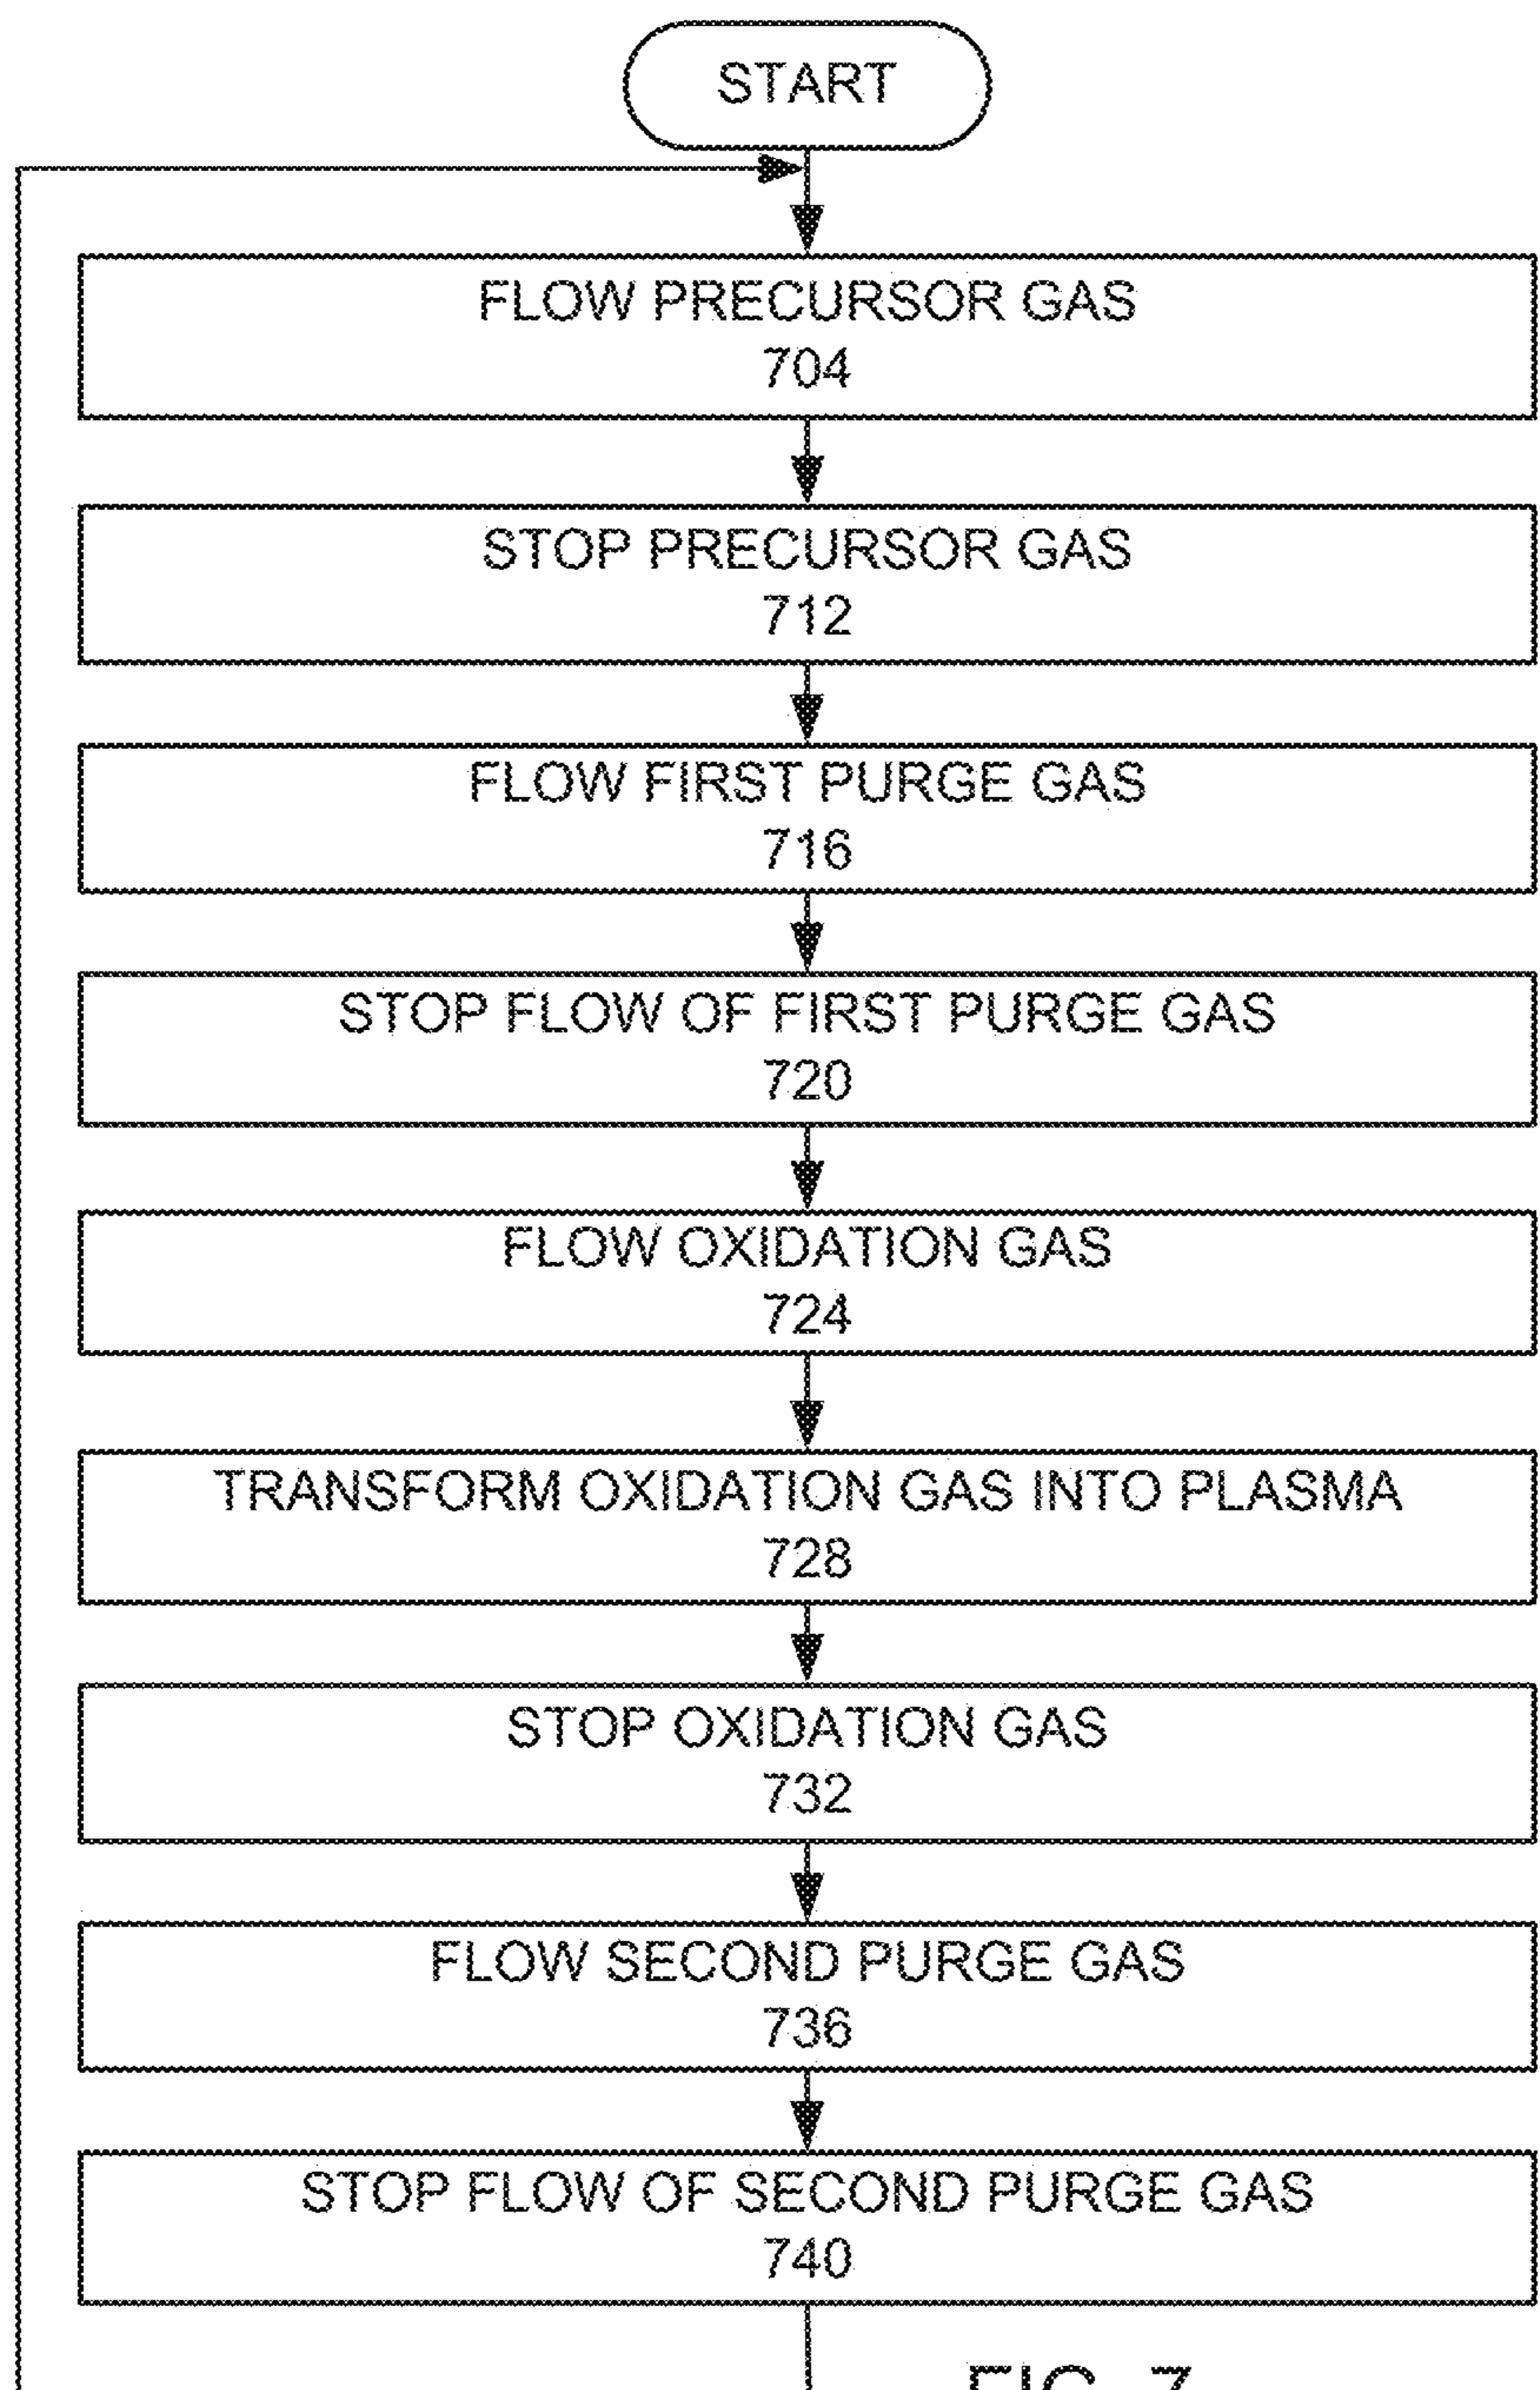 START
FLOW PRECURSOR GAS
704
STOP PRECURSOR GAS
712
FLOW FIRST PURGE GAS
716
STOP FLOW OF FIRST PURGE GAS
720
FLOW OXIDATION GAS
724
TRANSFORM OXIDATION GAS INTO PLASMA
728
STOP OXIDATION GAS
732
FLOW SECOND PURGE GAS
736
STOP FLOW OF SECOND PURGE GAS
740
FIG. 7